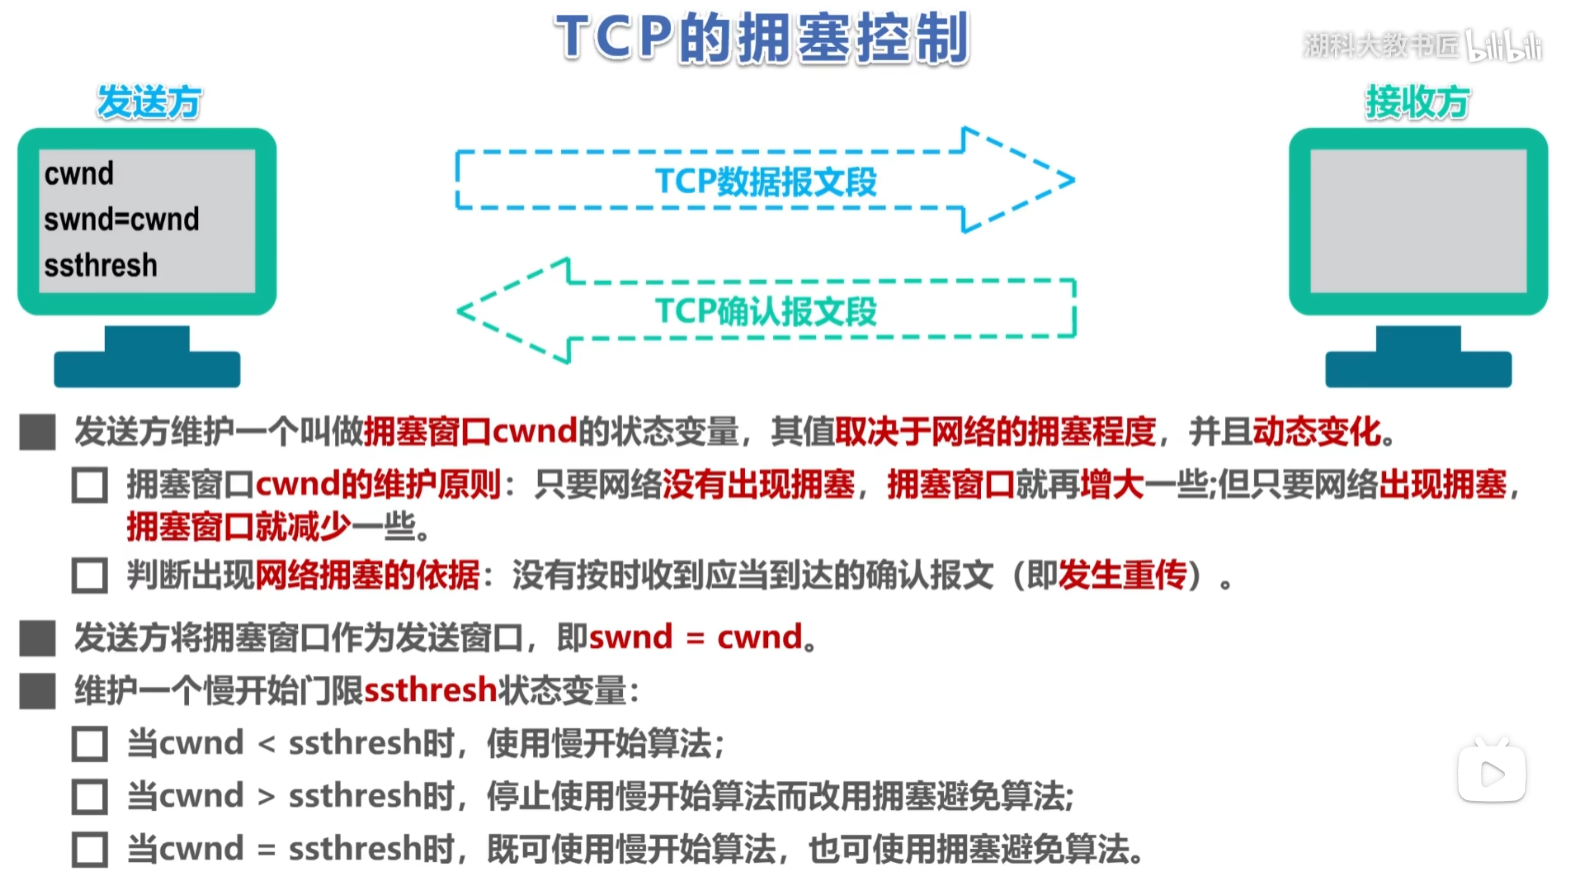 TCP的拥塞控制
湖科大教书匠 bilibili
发送方
接收方
cwnd
swnd=cwnd
ssthresh
TCP数据报文段
TCP确认报文段
发送方维护一个叫做拥塞窗口cwnd的状态变量，其值取决于网络的拥塞程度，并且动态变化。
拥塞窗口cwnd的维护原则：只要网络没有出现拥塞，拥塞窗口就再增大一些;但只要网络出现拥塞，
拥塞窗口就减少一些。
判断出现网络拥塞的依据：没有按时收到应当到达的确认报文（即发生重传）。
发送方将拥塞窗口作为发送窗口，即swnd = cwnd。
维护一个慢开始门限ssthresh状态变量：
当cwnd < ssthresh时，使用慢开始算法；
当cwnd > ssthresh时，停止使用慢开始算法而改用拥塞避免算法;
当cwnd = ssthresh时，既可使用慢开始算法，也可使用拥塞避免算法。